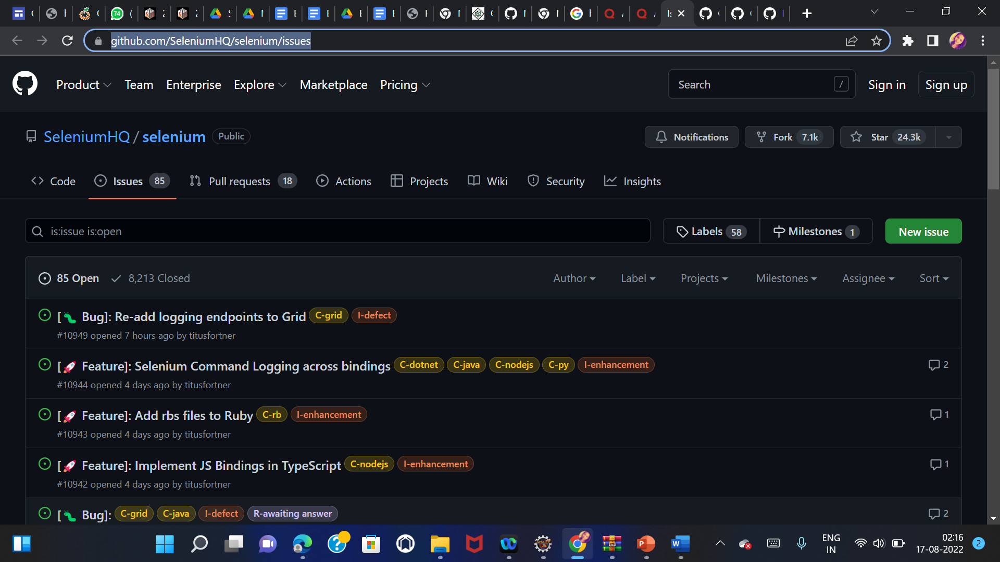 74
github.com/SeleniumHQ/selenium/issues
Product Team Enterprise Explore Marketplace Pricing
Search /
Sign in
Sign up
SeleniumHQ / selenium Public
Notifications
Fork 7.1k
Star 24.3k
Code
Issues 85
Pull requests 18
Actions
Projects
Wiki
Security
Insights
is:issue is:open
Labels 58
Milestones 1
New issue
85 Open 8,213 Closed
Author Label Projects Milestones Assignee Sort
[🐛 Bug]: Re-add logging endpoints to Grid C-grid I-defect
#10949 opened 7 hours ago by titusfortner
[🚀 Feature]: Selenium Command Logging across bindings C-dotnet C-java C-nodejs C-py I-enhancement 2
#10944 opened 4 days ago by titusfortner
[🚀 Feature]: Add rbs files to Ruby C-rb I-enhancement 1
#10943 opened 4 days ago by titusfortner
[🚀 Feature]: Implement JS Bindings in TypeScript C-nodejs I-enhancement 1
#10942 opened 4 days ago by titusfortner
[🐛 Bug]: C-grid C-java I-defect R-awaiting answer 2
ENG
IN
02:16
17-08-2022
2